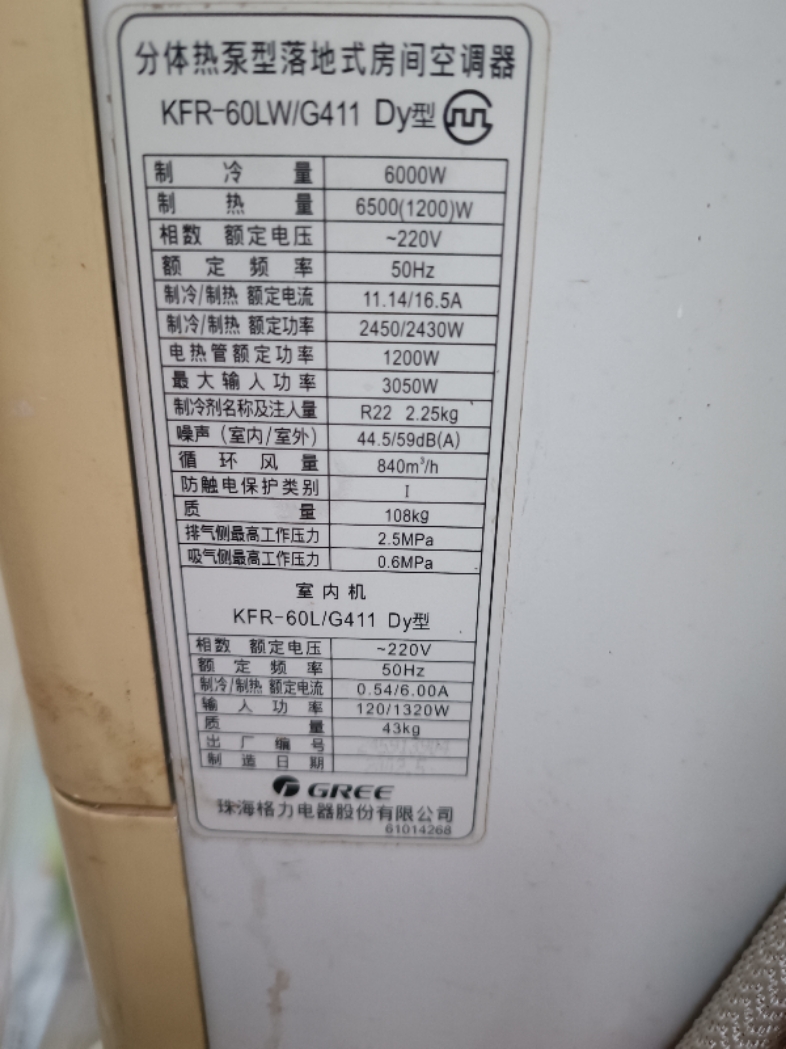 分体热泵型落地式房间空调器
KFR-60LW/G411 Dy型
制冷量 6000W
制热量 6500(1200)W
相数 额定电压 ~220V
额定频率 50Hz
制冷/制热 额定电流 11.14/16.5A
制冷/制热 额定功率 2450/2430W
电热管额定功率 1200W
最大输入功率 3050W
制冷剂名称及注入量 R22 2.25kg
噪声(室内/室外) 44.5/59dB(A)
循环风量 840m³/h
防触电保护类别 I
质量 108kg
排气侧最高工作压力 2.5MPa
吸气侧最高工作压力 0.6MPa
室内机
KFR-60L/G411 Dy型
相数 额定电压 ~220V
额定频率 50Hz
制冷/制热 额定电流 0.54/6.00A
输入功率 120/1320W
质量 43kg
出厂编号
制造日期
GREE
珠海格力电器股份有限公司
61014268